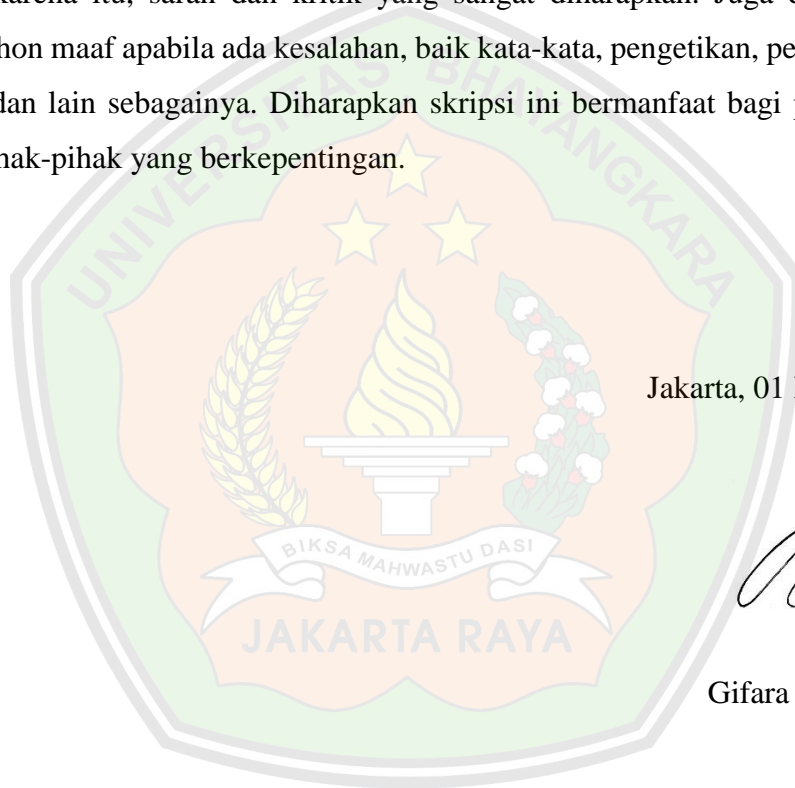 karena itu, saran dan kritik yang sangat diharapkan. Juga
hon maaf apabila ada kesalahan, baik kata-kata, pengetikan,
dan lain sebagainya. Diharapkan skripsi ini bermanfaat bagi
hak-pihak yang berkepentingan.
UNIVERSITAS BHAYANGKARA
Jakarta, 01
BIKSA MAHWASTU DASI
JAKARTA RAYA
Gifara